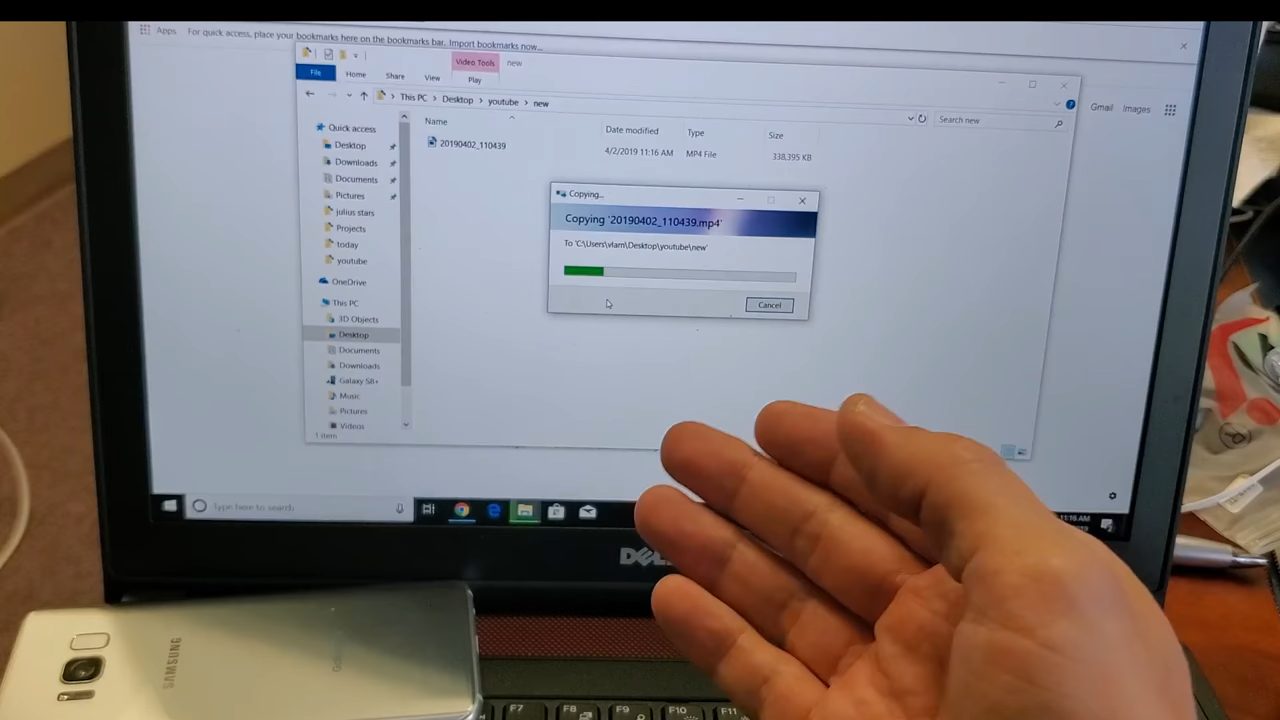 Apps For quick access, place your bookmarks here on the bookmarks bar. Import bookmarks now...
Video Tools new
File Home Share View Play
This PC > Desktop > youtube > new
Search new
Gmail Images
Quick access
Desktop
Downloads
Documents
Pictures
julius stars
Projects
today
youtube
OneDrive
This PC
3D Objects
Desktop
Documents
Downloads
Galaxy S8+
Music
Pictures
Videos
1 item
Name Date modified Type Size
20190402_110439 4/2/2019 11:16 AM MP4 File 338,395 KB
Copying...
Copying '20190402_110439.mp4'
To 'C:\Users\vlam\Desktop\youtube\new'
Cancel
Type here to search
11:16 AM
SAMSUNG
F7 F8 F9 F10 F11